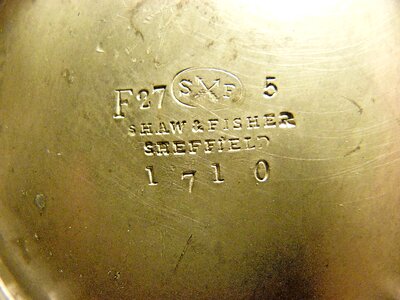 F27 SXF 5
SHAW & FISHER
SHEFFIELD
1710